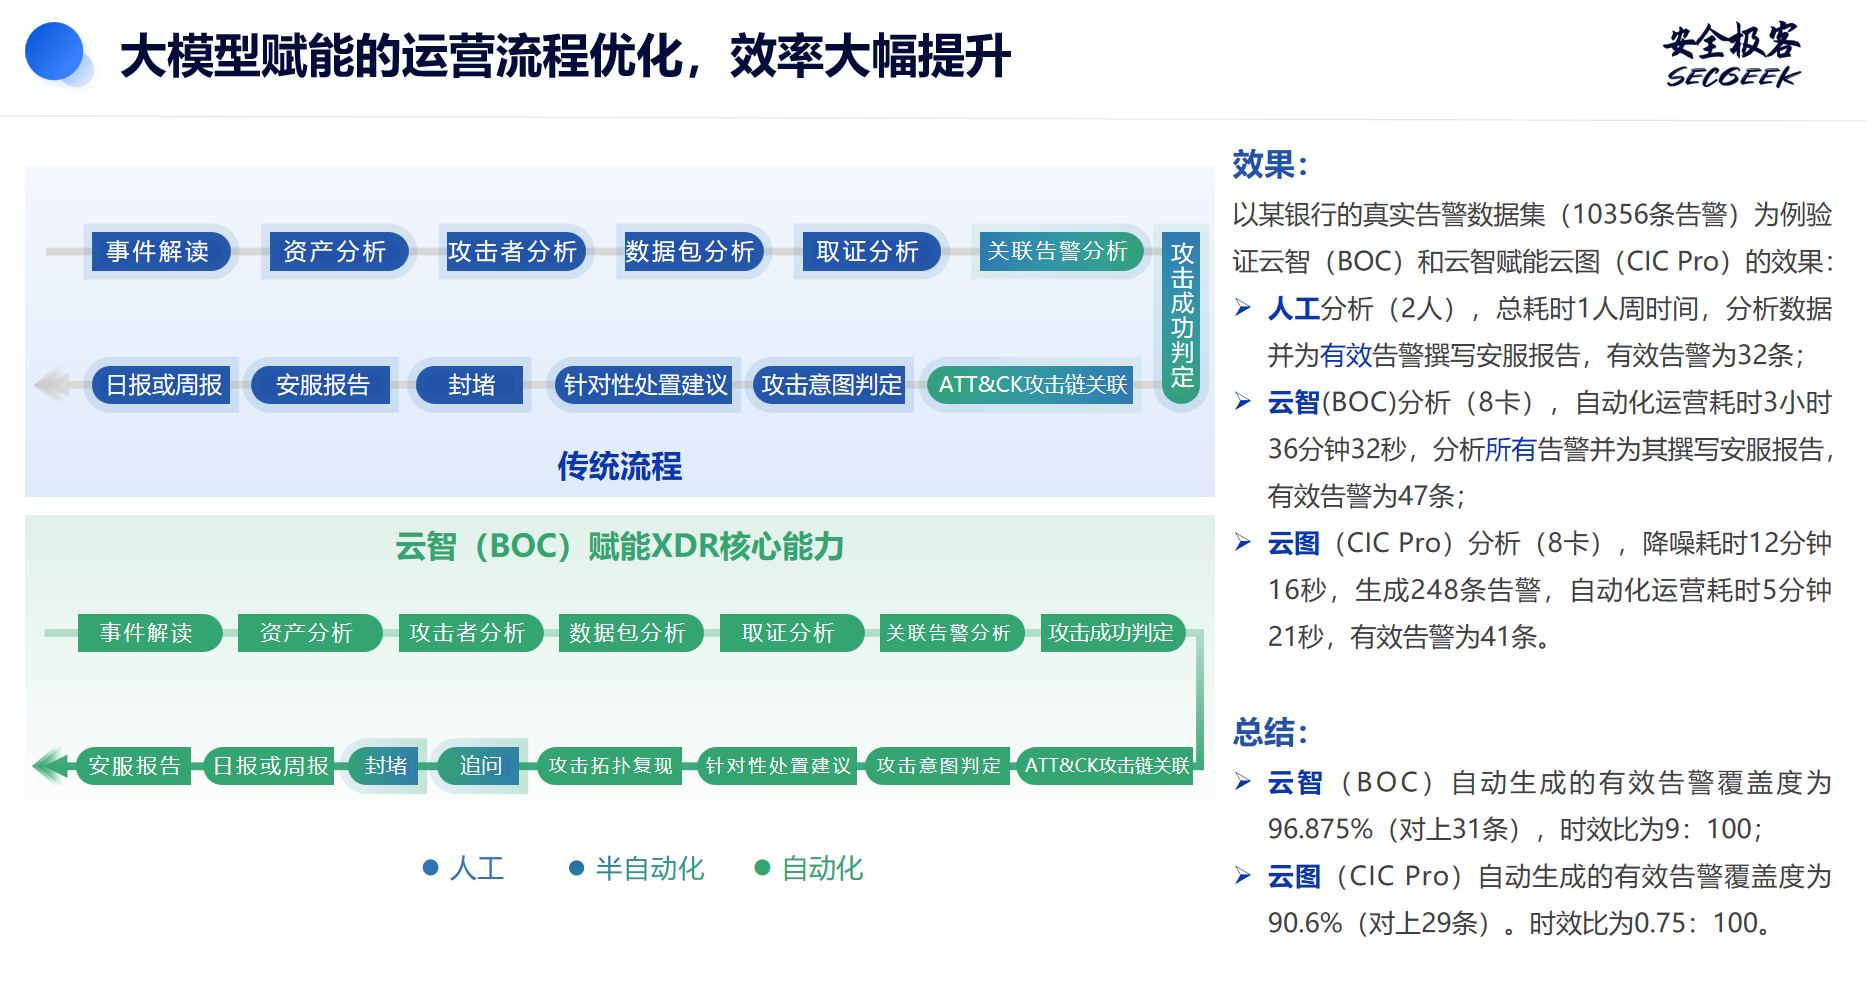 大模型赋能的运营流程优化，效率大幅提升
安全极客
SECGEEK
事件解读
资产分析
攻击者分析
数据包分析
取证分析
关联告警分析
攻击成功判定
日报或周报
安服报告
封堵
针对性处置建议
攻击意图判定
ATT&CK攻击链关联
传统流程
云智（BOC）赋能XDR核心能力
事件解读
资产分析
攻击者分析
数据包分析
取证分析
关联告警分析
攻击成功判定
安服报告
日报或周报
封堵
追问
攻击拓扑复现
针对性处置建议
攻击意图判定
ATT&CK攻击链关联
人工
半自动化
自动化
效果：
以某银行的真实告警数据集（10356条告警）为例验
证云智（BOC）和云智赋能云图（CIC Pro）的效果：
人工分析（2人），总耗时1人周时间，分析数据
并为有效告警撰写安服报告，有效告警为32条；
云智(BOC)分析（8卡），自动化运营耗时3小时
36分钟32秒，分析所有告警并为其撰写安服报告，
有效告警为47条；
云图（CIC Pro）分析（8卡），降噪耗时12分钟
16秒，生成248条告警，自动化运营耗时5分钟
21秒，有效告警为41条。
总结：
云智（BOC）自动生成的有效告警覆盖度为
96.875%（对上31条），时效比为9：100；
云图（CIC Pro）自动生成的有效告警覆盖度为
90.6%（对上29条）。时效比为0.75：100。